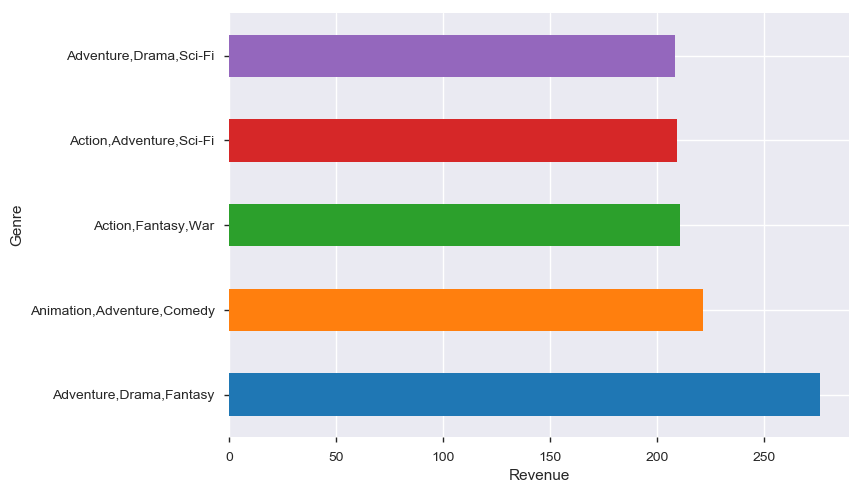 Adventure,Drama,Sci-Fi
Action,Adventure,Sci-Fi
Action,Fantasy,War
Animation,Adventure,Comedy
Adventure,Drama,Fantasy
Genre
0 50 100 150 200 250
Revenue